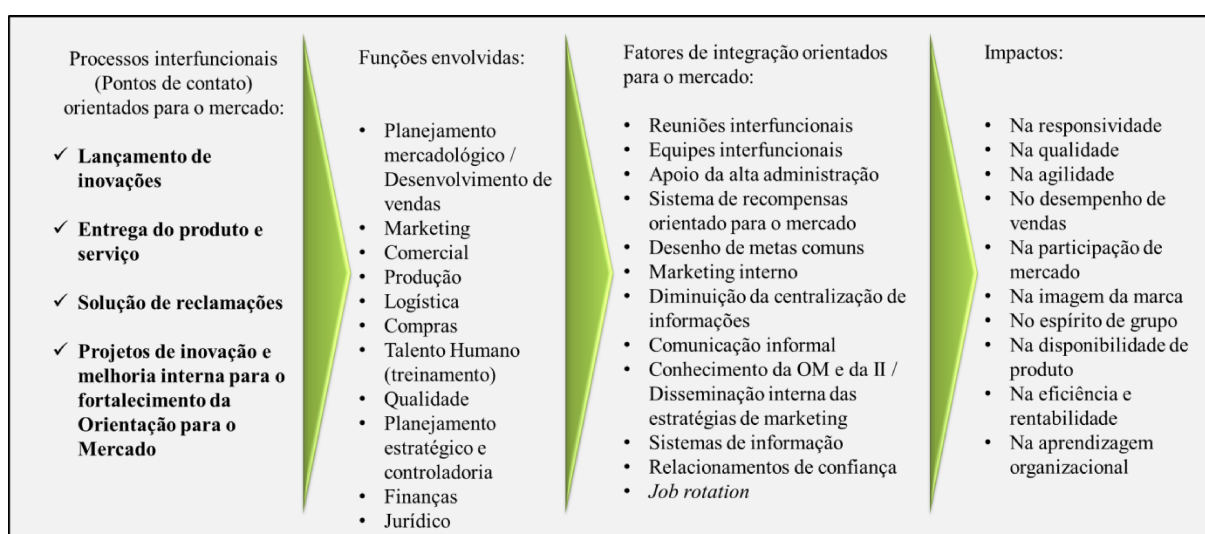 Processos interfuncionais
(Pontos de contato)
orientados para o mercado:
✓ Lançamento de
inovações
✓ Entrega do produto e
serviço
✓ Solução de reclamações
✓ Projetos de inovação e
melhoria interna para o
fortalecimento da
Orientação para o
Mercado
Funções envolvidas:
• Planejamento
mercadológico /
Desenvolvimento de
vendas
• Marketing
• Comercial
• Produção
• Logística
• Compras
• Talento Humano
(treinamento)
• Qualidade
• Planejamento
estratégico e
controladoria
• Finanças
• Jurídico
Fatores de integração orientados
para o mercado:
• Reuniões interfuncionais
• Equipes interfuncionais
• Apoio da alta administração
• Sistema de recompensas
orientado para o mercado
• Desenho de metas comuns
• Marketing interno
• Diminuição da centralização de
informações
• Comunicação informal
• Conhecimento da OM e da II /
Disseminação interna das
estratégias de marketing
• Sistemas de informação
• Relacionamentos de confiança
• Job rotation
Impactos:
• Na responsividade
• Na qualidade
• Na agilidade
• No desempenho de
vendas
• Na participação de
mercado
• Na imagem da marca
• No espírito de grupo
• Na disponibilidade de
produto
• Na eficiência e
rentabilidade
• Na aprendizagem
organizacional